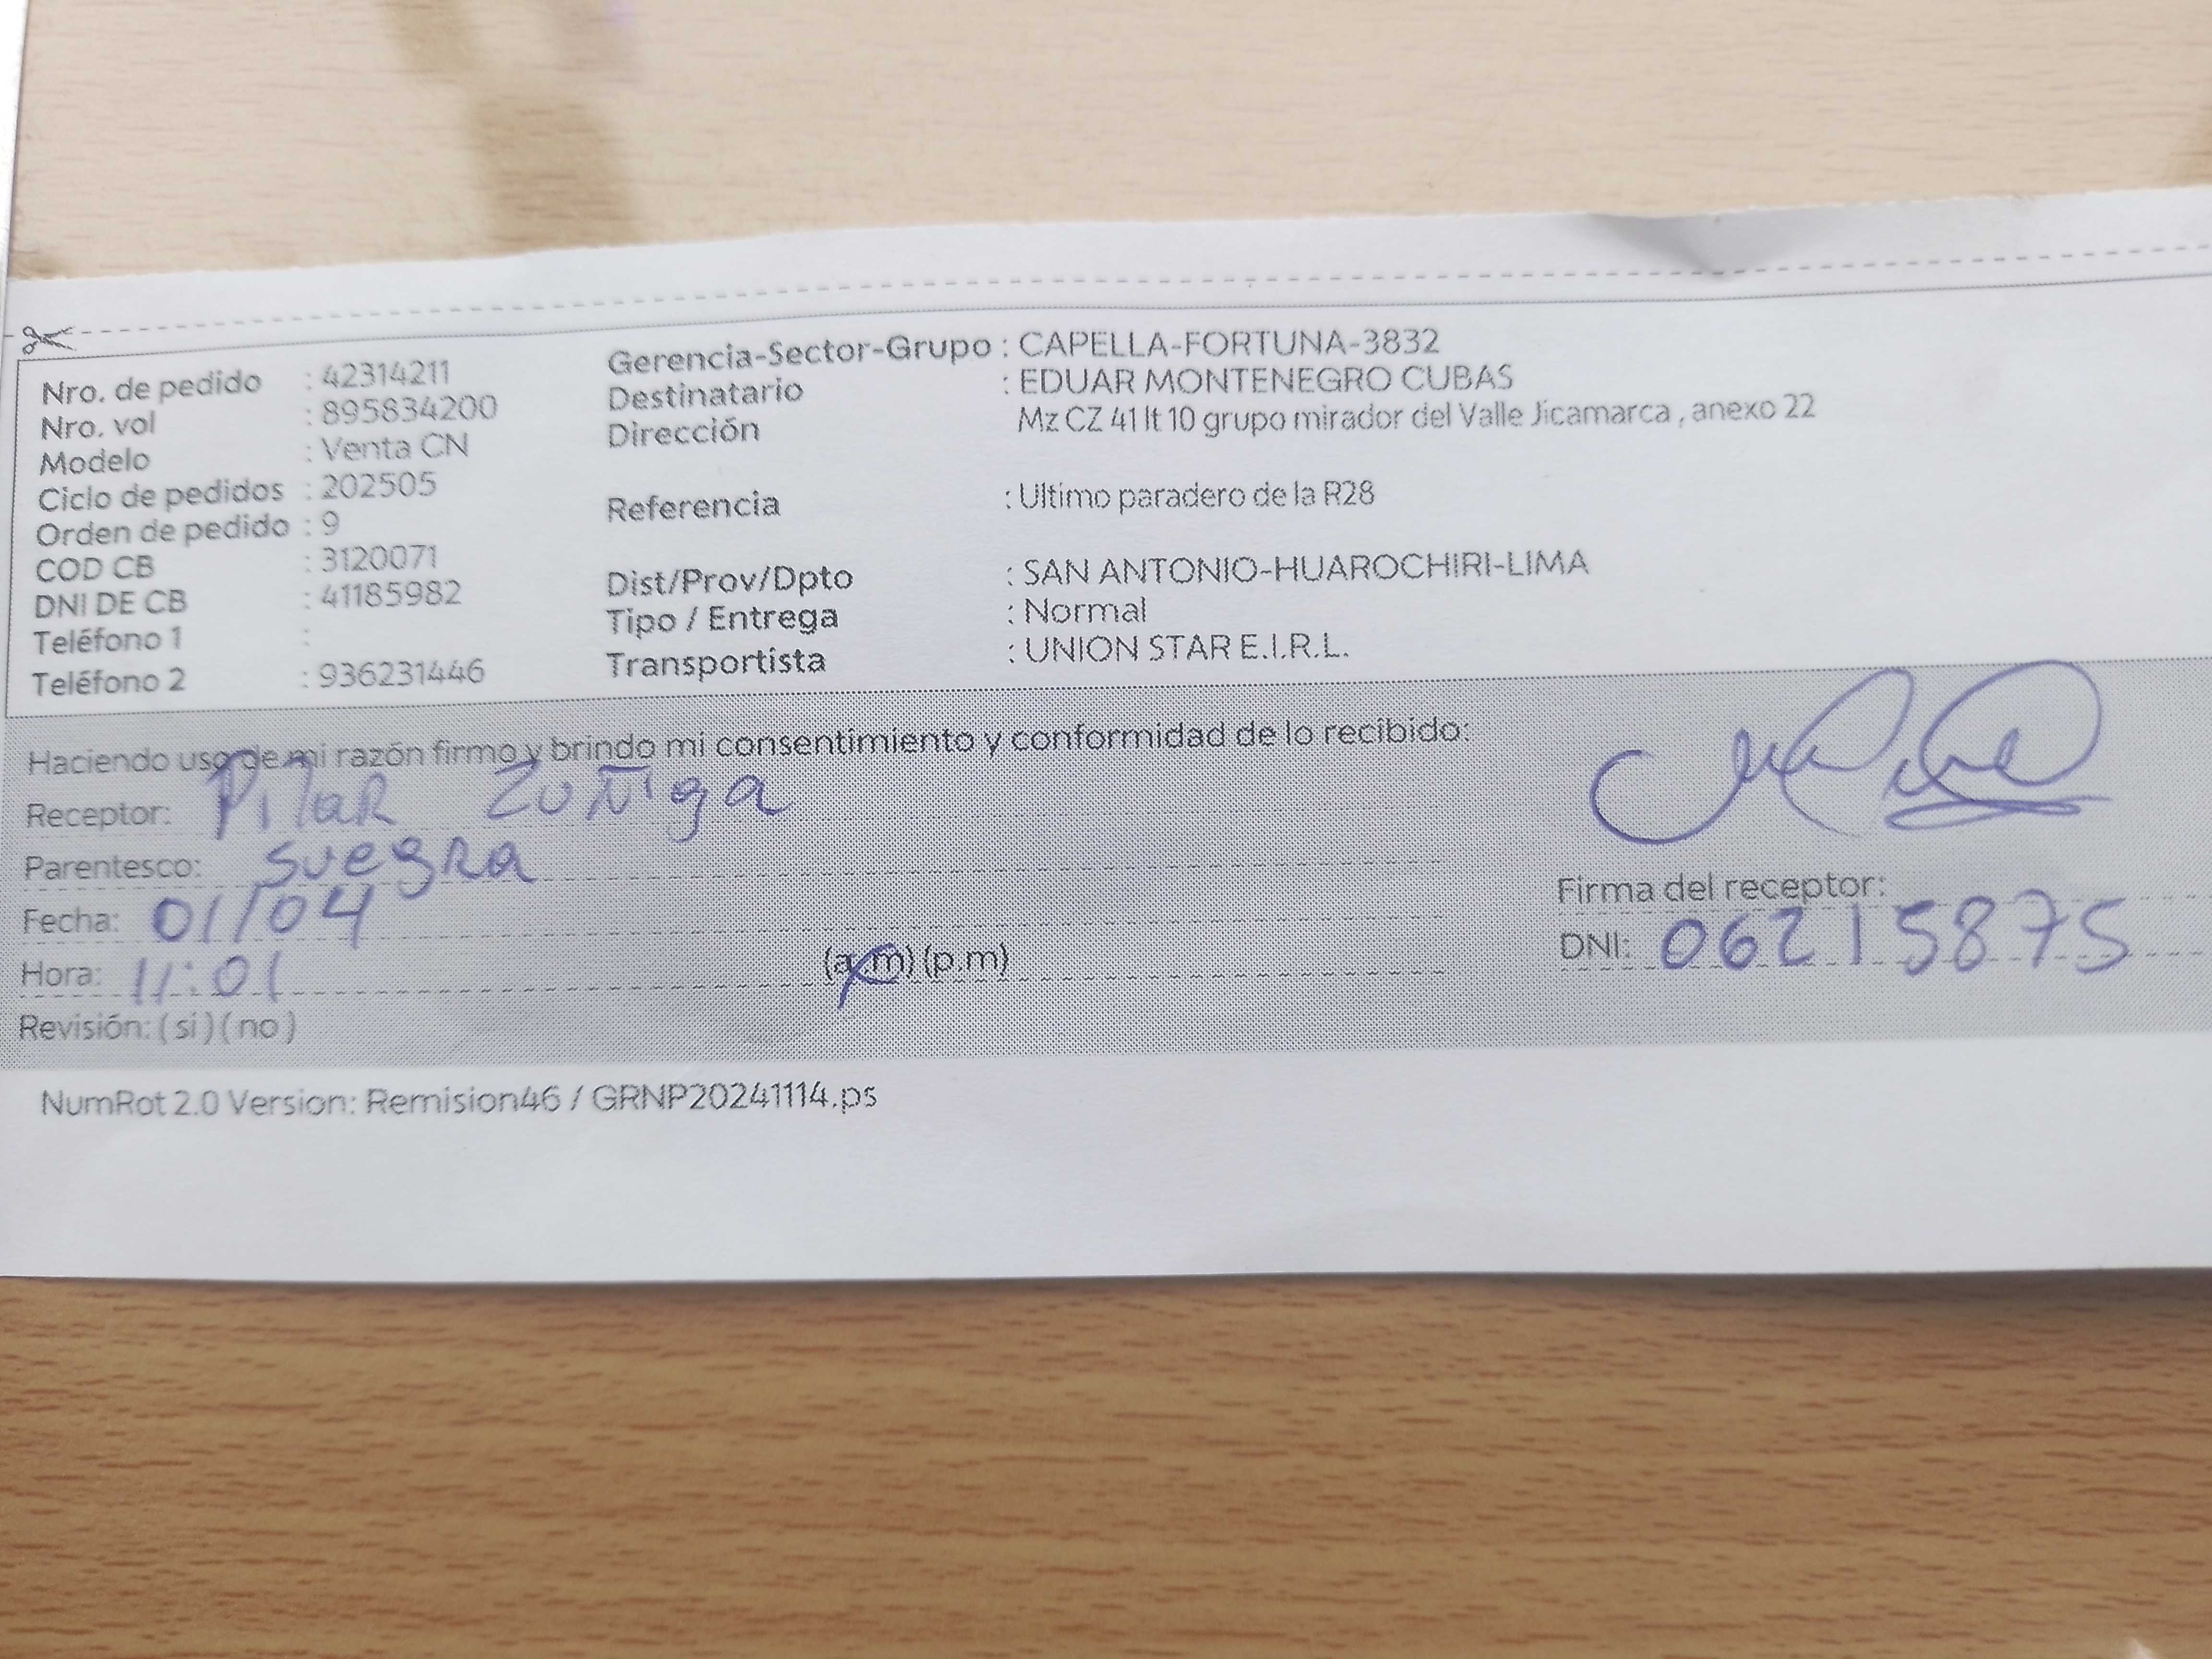 Nro. de pedido : 42314211
Nro. vol : 895834200
Modelo : Venta CN
Ciclo de pedidos : 202505
Orden de pedido : 9
COD CB : 3120071
DNI DE CB : 41185982
Teléfono 1 :
Teléfono 2 : 936231446
Gerencia-Sector-Grupo : CAPELLA-FORTUNA-3832
Destinatario : EDUAR MONTENEGRO CUBAS
Dirección Mz CZ 41 lt 10 grupo mirador del Valle Jicamarca , anexo 22
Referencia : Ultimo paradero de la R28
Dist/Prov/Dpto : SAN ANTONIO-HUAROCHIRI-LIMA
Tipo / Entrega : Normal
Transportista : UNION STAR E.I.R.L.
Haciendo uso de mi razón firmo y brindo mi consentimiento y conformidad de lo recibido:
Receptor: PilaR Zuñiga
Parentesco: suegRa
Fecha: 01/04
Hora: 11:01 (a.m) (p.m)
Revisión: ( si ) ( no )
Firma del receptor:
DNI: 06215875
NumRot 2.0 Version: Remision46 / GRNP20241114.ps